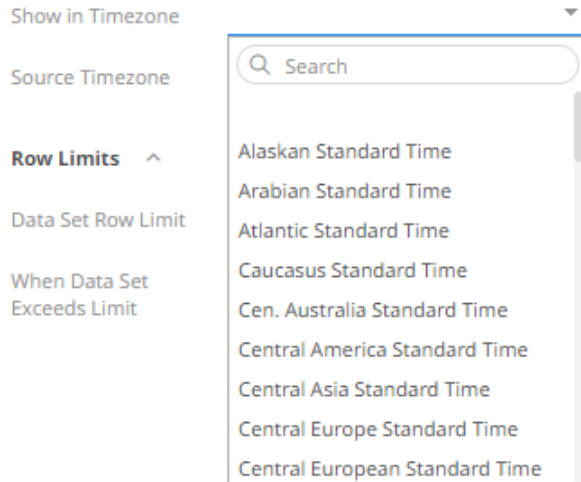 Show in Timezone
Search
Source Timezone
Row Limits
Data Set Row Limit
When Data Set
Exceeds Limit
Alaskan Standard Time
Arabian Standard Time
Atlantic Standard Time
Caucasus Standard Time
Cen. Australia Standard Time
Central America Standard Time
Central Asia Standard Time
Central Europe Standard Time
Central European Standard Time